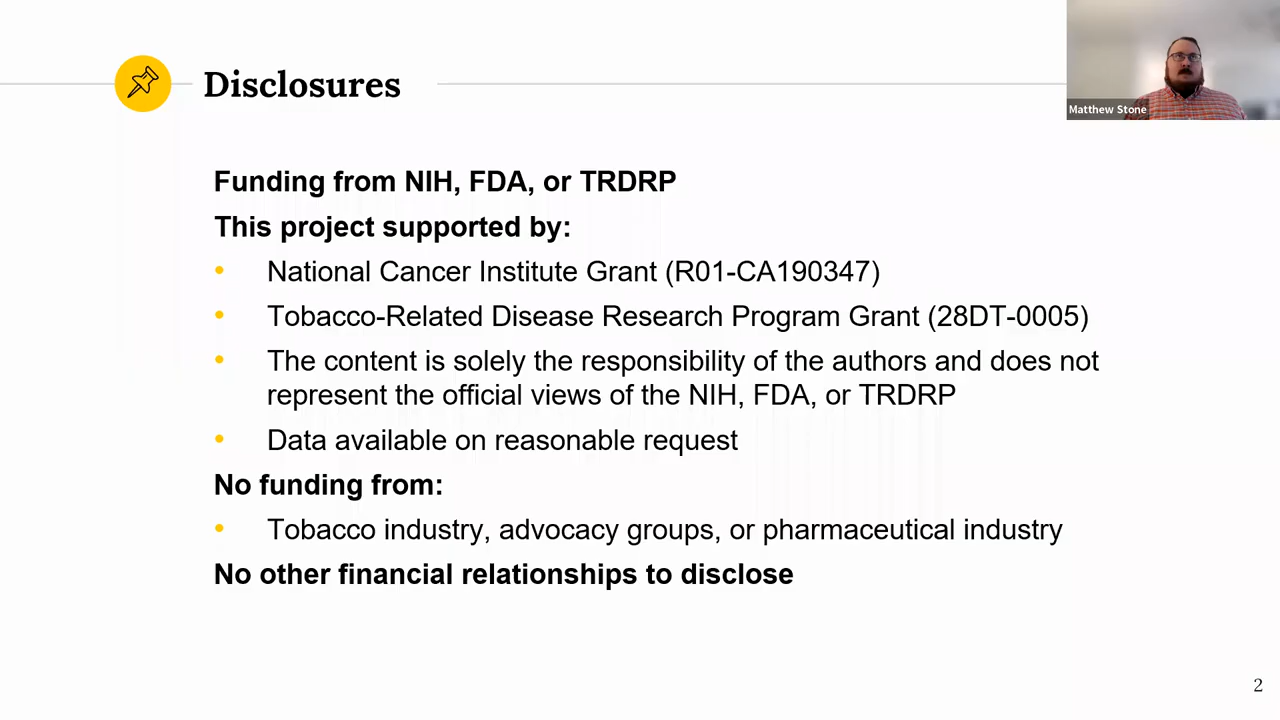 Disclosures
Matthew Stone
Funding from NIH, FDA, or TRDRP
This project supported by:
• National Cancer Institute Grant (R01-CA190347)
• Tobacco-Related Disease Research Program Grant (28DT-0005)
• The content is solely the responsibility of the authors and does not
represent the official views of the NIH, FDA, or TRDRP
• Data available on reasonable request
No funding from:
• Tobacco industry, advocacy groups, or pharmaceutical industry
No other financial relationships to disclose
2